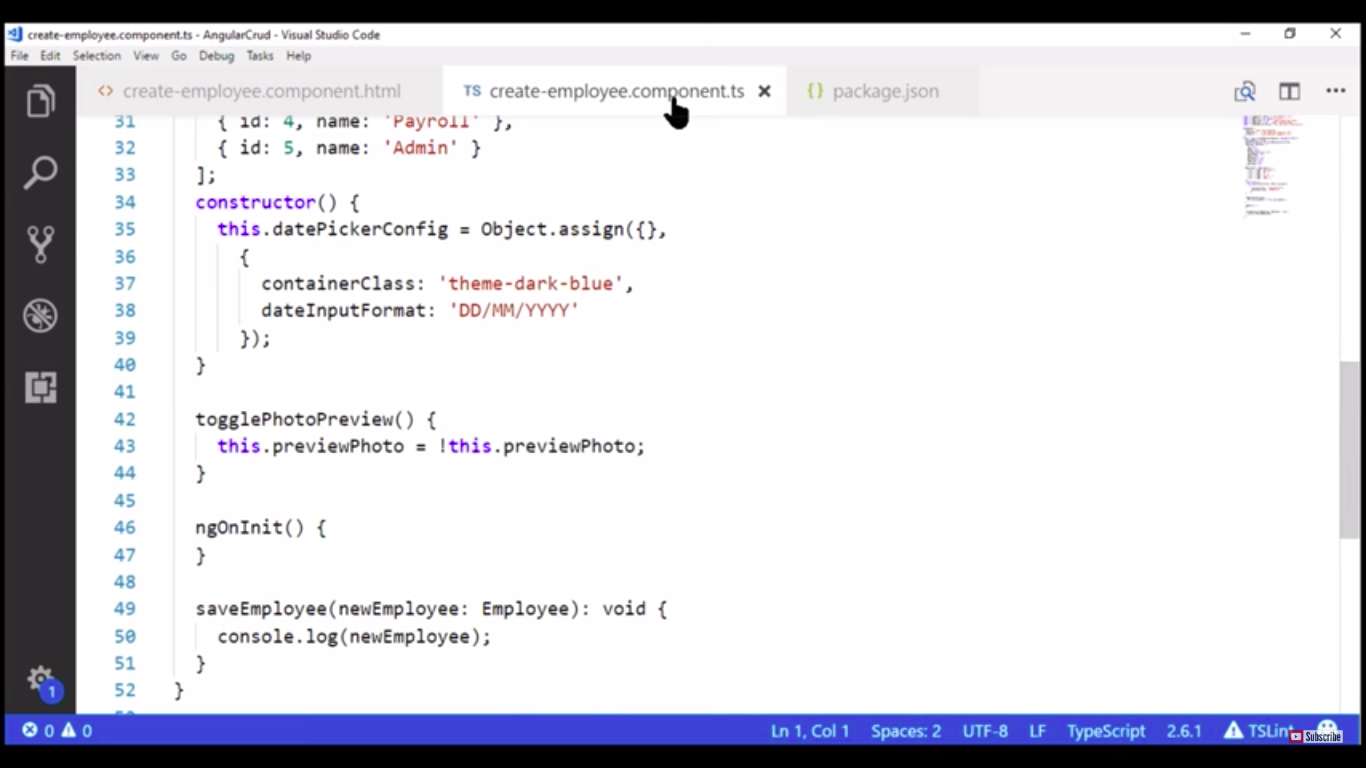 create-employee.component.ts - AngularCrud - Visual Studio Code
File Edit Selection View Go Debug Tasks Help
<> create-employee.component.html TS create-employee.component.ts × {} package.json
31 { id: 4, name: 'Payroll' },
32 { id: 5, name: 'Admin' }
33 ];
34 constructor() {
35 this.datePickerConfig = Object.assign({},
36 {
37 containerClass: 'theme-dark-blue',
38 dateInputFormat: 'DD/MM/YYYY'
39 });
40 }
41
42 togglePhotoPreview() {
43 this.previewPhoto = !this.previewPhoto;
44 }
45
46 ngOnInit() {
47 }
48
49 saveEmployee(newEmployee: Employee): void {
50 console.log(newEmployee);
51 }
52 }
1
0 0 Ln 1, Col 1 Spaces: 2 UTF-8 LF TypeScript 2.6.1 TSLint
Subscribe